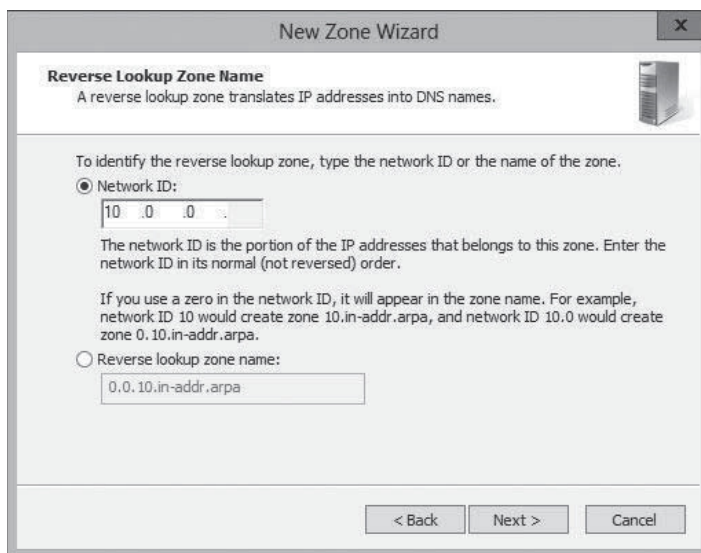 New Zone Wizard
X
Reverse Lookup Zone Name
A reverse lookup zone translates IP addresses into DNS names.
To identify the reverse lookup zone, type the network ID or the name of the zone.
Network ID:
10 .0 .0 .
The network ID is the portion of the IP addresses that belongs to this zone. Enter the
network ID in its normal (not reversed) order.
If you use a zero in the network ID, it will appear in the zone name. For example,
network ID 10 would create zone 10.in-addr.arpa, and network ID 10.0 would create
zone 0.10.in-addr.arpa.
Reverse lookup zone name:
0.0.10.in-addr.arpa
< Back
Next >
Cancel